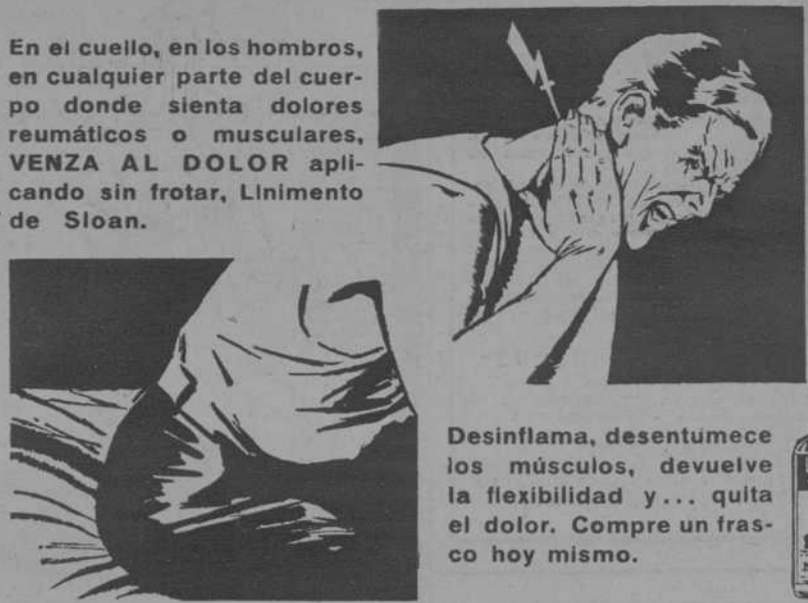 En el cuello, en los hombros,
en cualquier parte del cuer-
po donde sienta dolores
reumáticos o musculares,
VENZA AL DOLOR apli-
cando sin frotar, Linimento
de Sloan.
Desinflama, desentumece
los músculos, devuelve
la flexibilidad y... quita
el dolor. Compre un fras-
co hoy mismo.